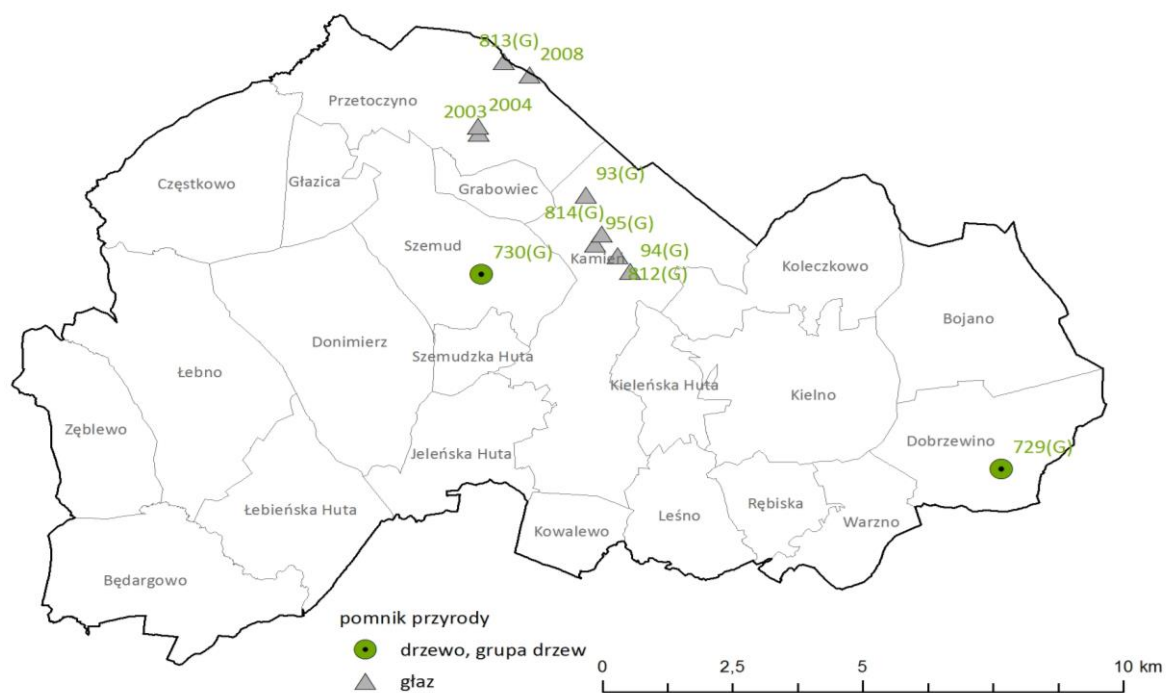 813(G)
2008
Przetoczyno
2003
2004
Częstkowo
Głazica
Grabowiec
93(G)
814(G)
95(G)
Szemud
730(G)
Kamień
94(G)
812(G)
Koleczkowo
Bojano
Donimierz
Szemudzka Huta
Łebno
Kieleńska Huta
Kielno
Zęblewo
Jeleńska Huta
Dobrzewino
729(G)
Łebieńska Huta
Kowalewo
Leśno
Rębiska
Warzno
Będargowo
pomnik przyrody
drzewo, grupa drzew
głaz
0 2,5 5 10 km